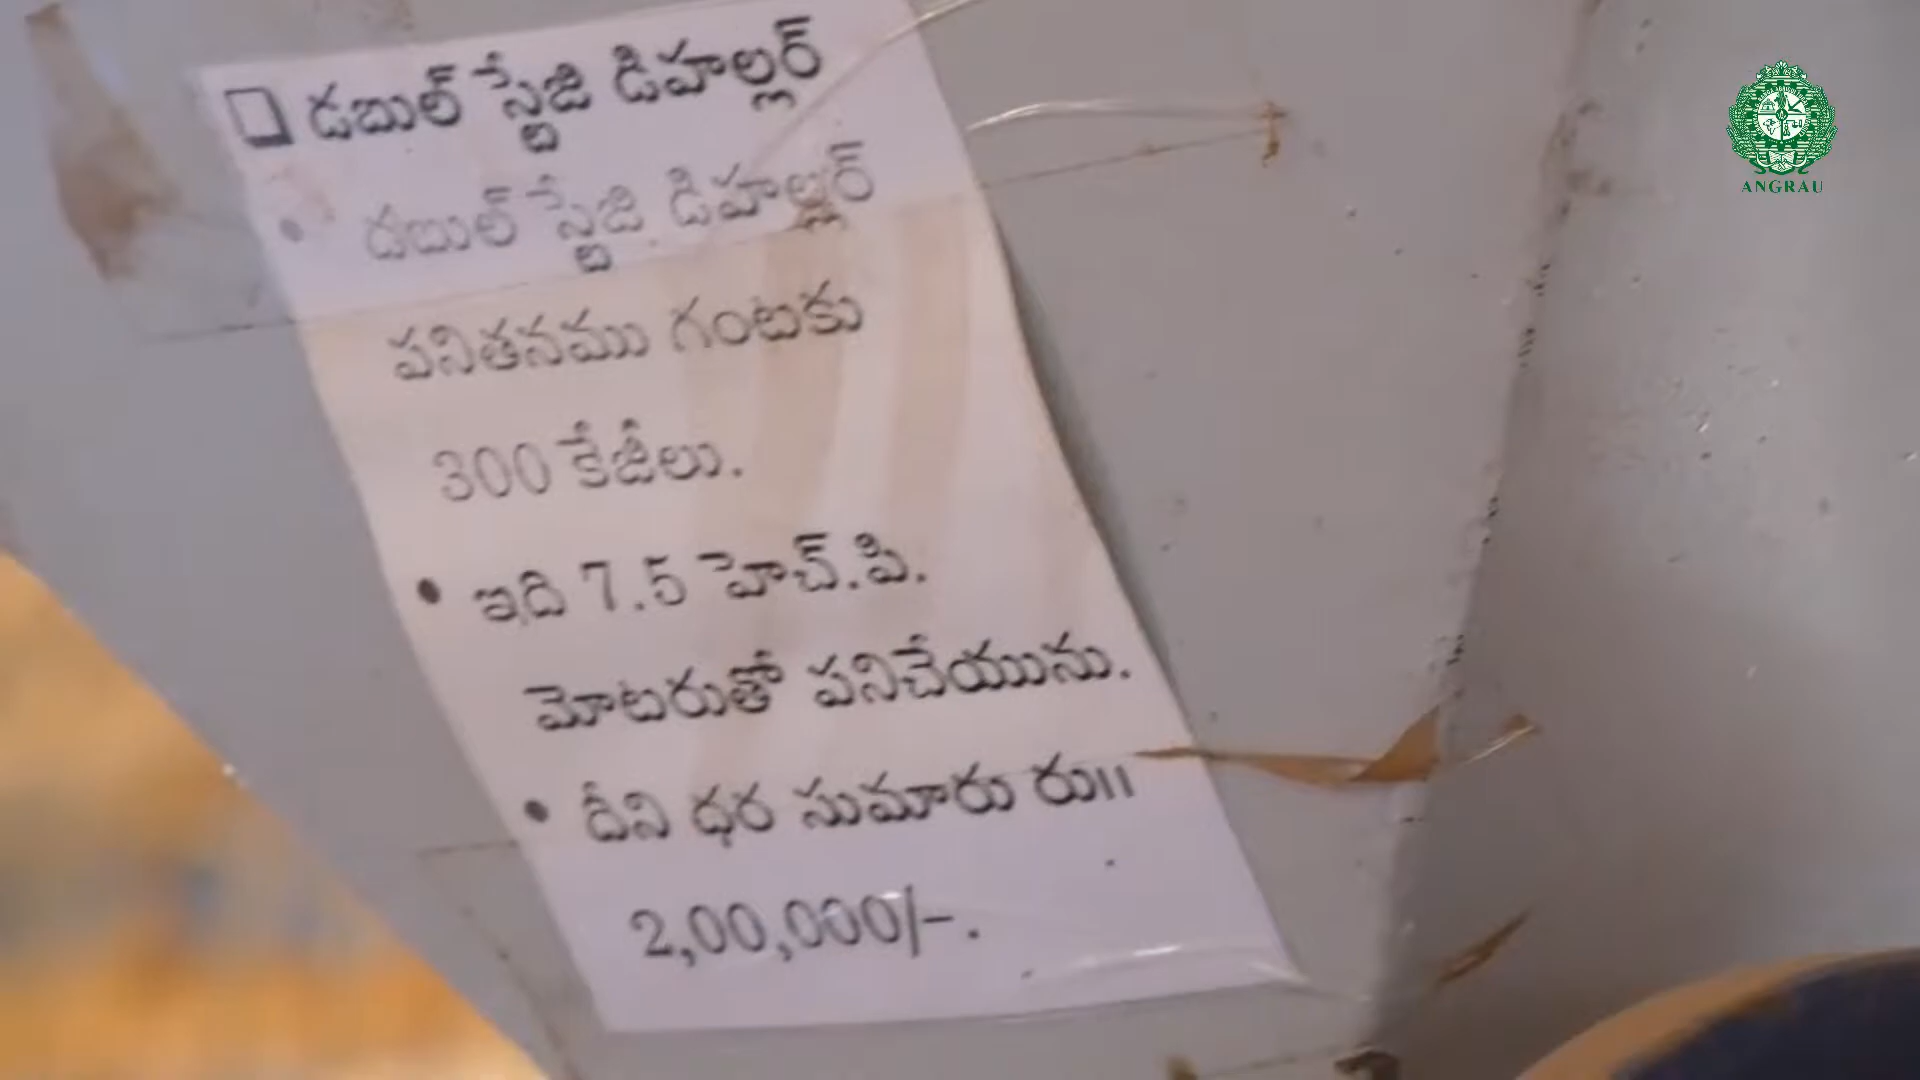 ❑ డబుల్ స్టేజి డిహల్లర్
• డబుల్ స్టేజి డిహల్లర్
పనితనము గంటకు
300 కేజీలు.
• ఇది 7.5 హెచ్.పి.
మోటరుతో పనిచేయును.
• దీని ధర సుమారు రు॥
2,00,000/-.
ANGRAU